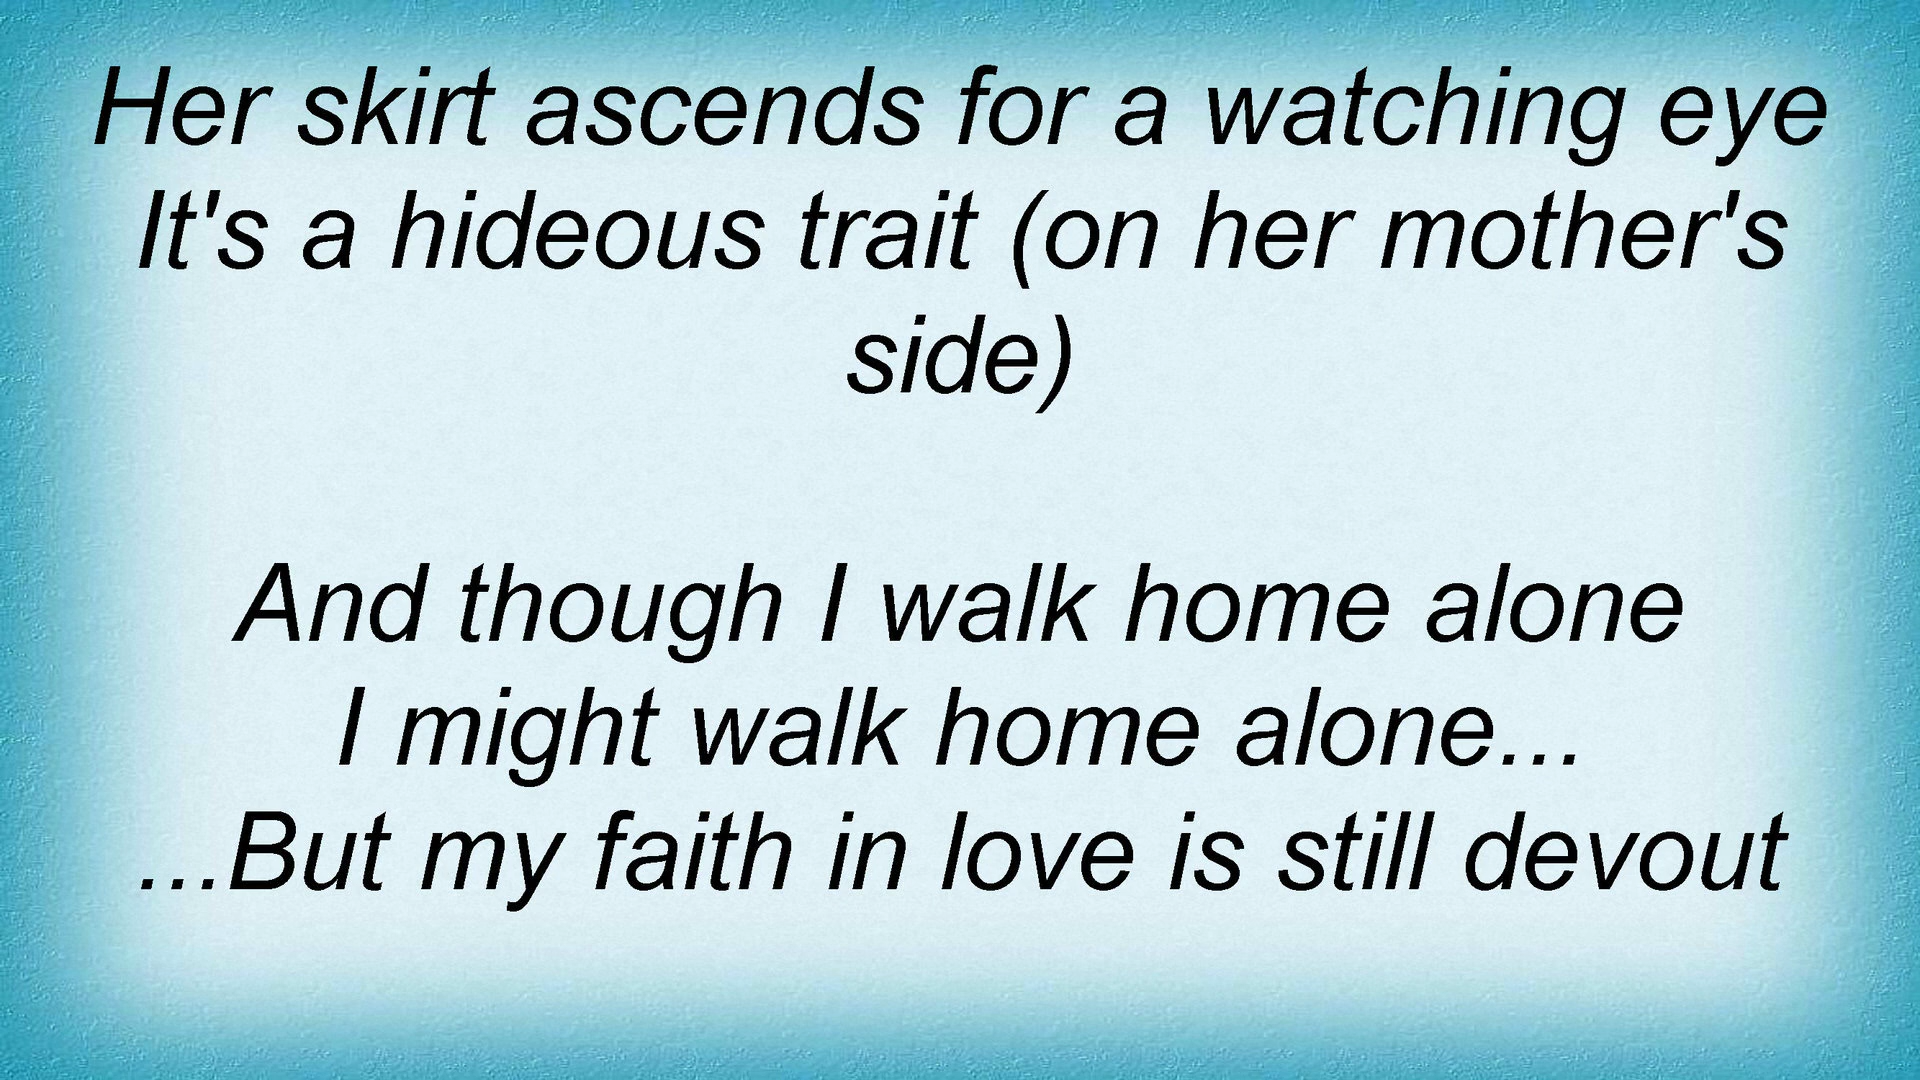 Her skirt ascends for a watching eye
It's a hideous trait (on her mother's
side)
And though I walk home alone
I might walk home alone...
...But my faith in love is still devout